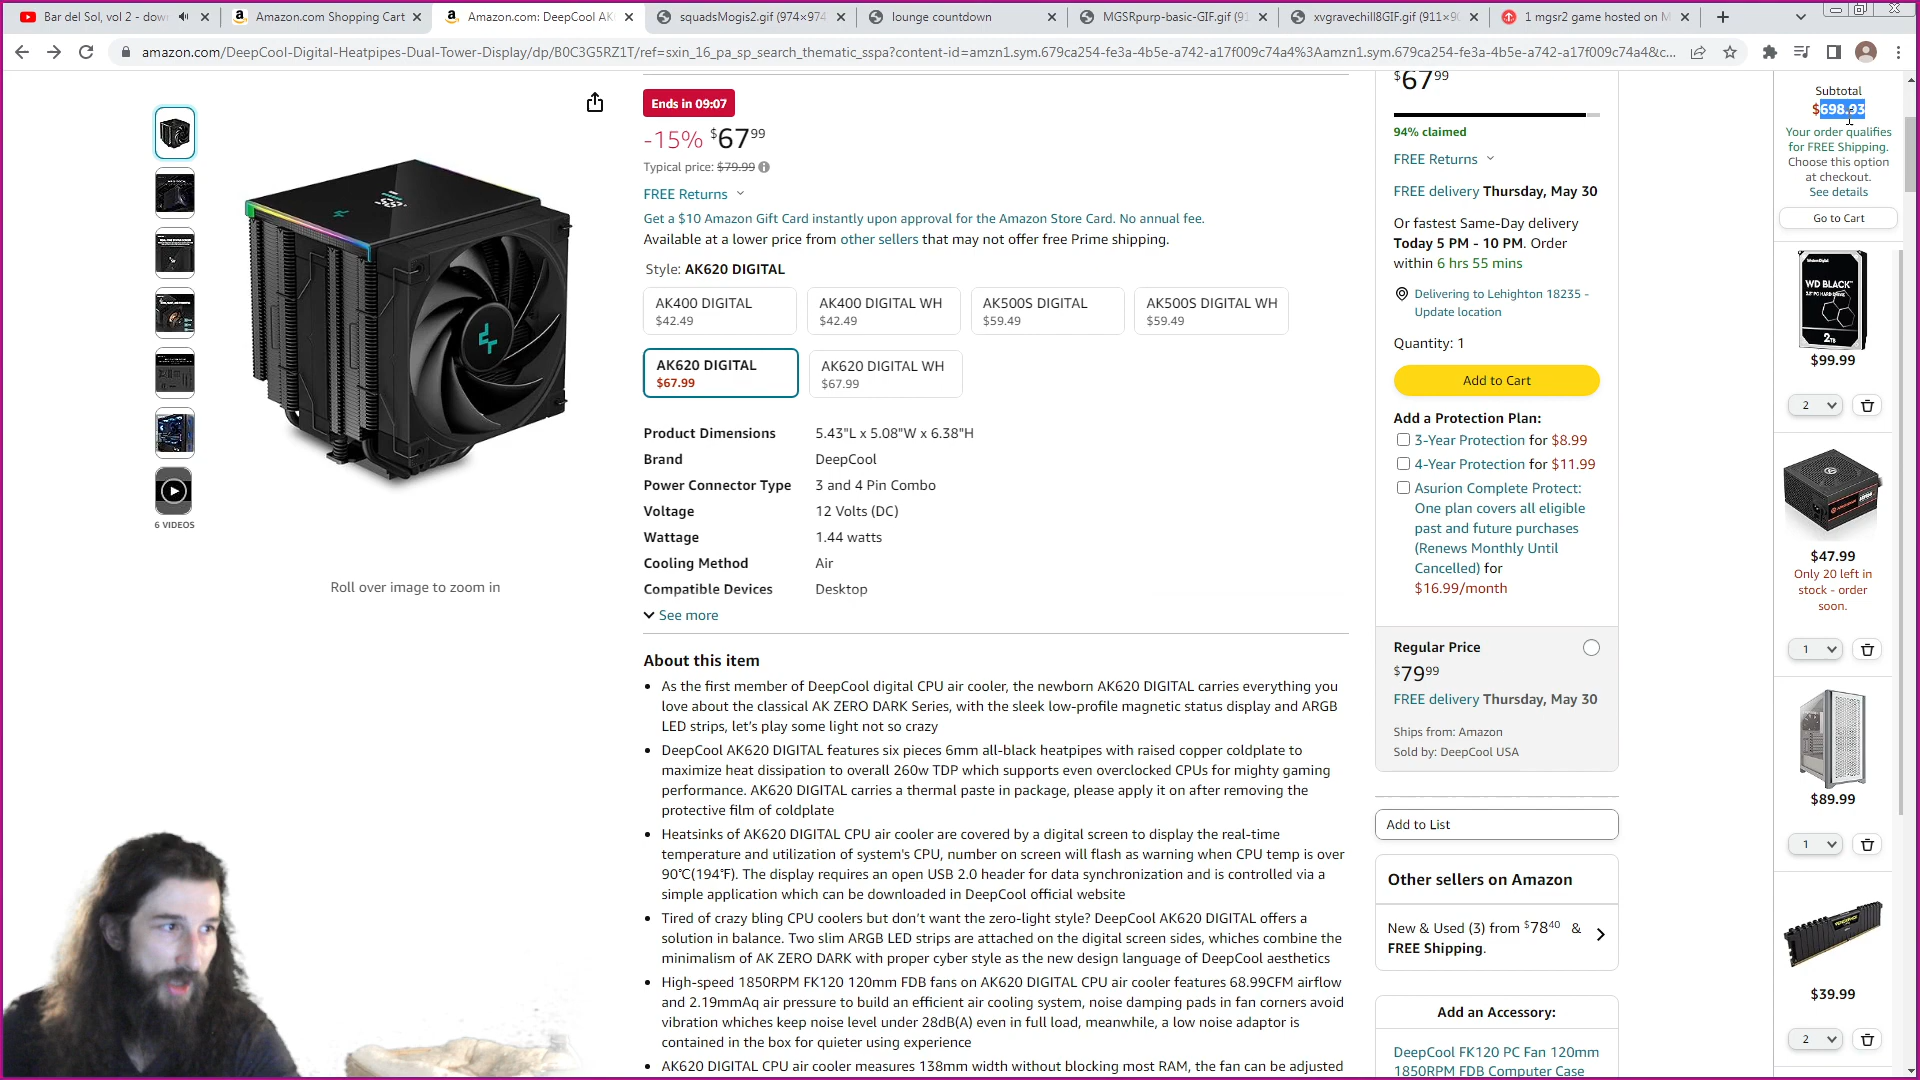 Bar del Sol, vol 2 - dow
Amazon.com Shopping Cart
Amazon.com: DeepCool AK
squadsMogis2.gif (974×974
lounge countdown
MGSRpurp-basic-GIF.gif (91
xvgravechill8GIF.gif (911×9
1 mgsr2 game hosted on M
amazon.com/DeepCool-Digital-Heatpipes-Dual-Tower-Display/dp/B0C3G5RZ1T/ref=sxin_16_pa_sp_search_thematic_sspa?content-id=amzn1.sym.679ca254-fe3a-4b5e-a742-a17f009c74a4%3Aamzn1.sym.679ca254-fe3a-4b5e-a742-a17f009c74a4&c...
6 VIDEOS
Roll over image to zoom in
Ends in 09:07
-15% $67 99
Typical price: $79.99
FREE Returns
Get a $10 Amazon Gift Card instantly upon approval for the Amazon Store Card. No annual fee.
Available at a lower price from other sellers that may not offer free Prime shipping.
Style: AK620 DIGITAL
AK400 DIGITAL
$42.49
AK400 DIGITAL WH
$42.49
AK500S DIGITAL
$59.49
AK500S DIGITAL WH
$59.49
AK620 DIGITAL
$67.99
AK620 DIGITAL WH
$67.99
Product Dimensions 5.43"L x 5.08"W x 6.38"H
Brand DeepCool
Power Connector Type 3 and 4 Pin Combo
Voltage 12 Volts (DC)
Wattage 1.44 watts
Cooling Method Air
Compatible Devices Desktop
See more
About this item
As the first member of DeepCool digital CPU air cooler, the newborn AK620 DIGITAL carries everything you
love about the classical AK ZERO DARK Series, with the sleek low-profile magnetic status display and ARGB
LED strips, let's play some light not so crazy
DeepCool AK620 DIGITAL features six pieces 6mm all-black heatpipes with raised copper coldplate to
maximize heat dissipation to overall 260w TDP which supports even overclocked CPUs for mighty gaming
performance. AK620 DIGITAL carries a thermal paste in package, please apply it on after removing the
protective film of coldplate
Heatsinks of AK620 DIGITAL CPU air cooler are covered by a digital screen to display the real-time
temperature and utilization of system's CPU, number on screen will flash as warning when CPU temp is over
90℃(194℉). The display requires an open USB 2.0 header for data synchronization and is controlled via a
simple application which can be downloaded in DeepCool official website
Tired of crazy bling CPU coolers but don't want the zero-light style? DeepCool AK620 DIGITAL offers a
solution in balance. Two slim ARGB LED strips are attached on the digital screen sides, whiches combine the
minimalism of AK ZERO DARK with proper cyber style as the new design language of DeepCool aesthetics
High-speed 1850RPM FK120 120mm FDB fans on AK620 DIGITAL CPU air cooler features 68.99CFM airflow
and 2.19mmAq air pressure to build an efficient air cooling system, noise damping pads in fan corners avoid
vibration whiches keep noise level under 28dB(A) even in full load, meanwhile, a low noise adaptor is
contained in the box for quieter using experience
AK620 DIGITAL CPU air cooler measures 138mm width without blocking most RAM, the fan can be adjusted
$67 99
94% claimed
FREE Returns
FREE delivery Thursday, May 30
Or fastest Same-Day delivery
Today 5 PM - 10 PM. Order
within 6 hrs 55 mins
Delivering to Lehighton 18235 -
Update location
Quantity: 1
Add to Cart
Add a Protection Plan:
3-Year Protection for $8.99
4-Year Protection for $11.99
Asurion Complete Protect:
One plan covers all eligible
past and future purchases
(Renews Monthly Until
Cancelled) for
$16.99/month
Regular Price
$79 99
FREE delivery Thursday, May 30
Ships from: Amazon
Sold by: DeepCool USA
Add to List
Other sellers on Amazon
New & Used (3) from $78 40 &
FREE Shipping.
Add an Accessory:
DeepCool FK120 PC Fan 120mm
1850RPM FDB Computer Case
Subtotal
$698.93
Your order qualifies
for FREE Shipping.
Choose this option
at checkout.
See details
Go to Cart
WD BLACK
2TB
$99.99
2
$47.99
Only 20 left in
stock - order
soon.
1
$89.99
1
$39.99
2